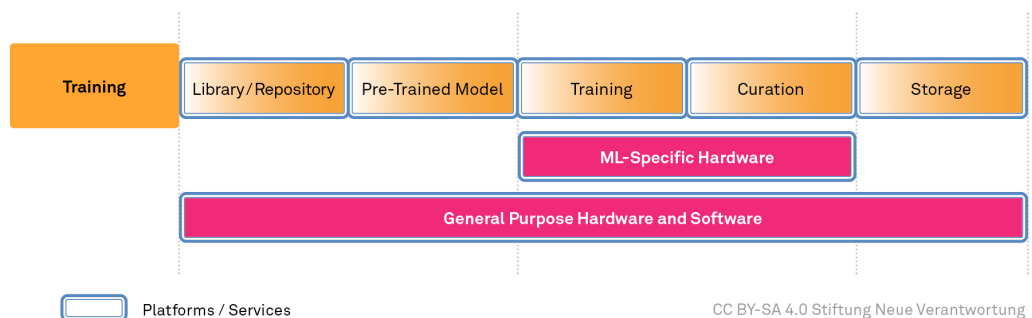 Training
Library/Repository
Pre-Trained Model
Training
Curation
Storage
ML-Specific Hardware
General Purpose Hardware and Software
Platforms / Services
CC BY-SA 4.0 Stiftung Neue Verantwortung